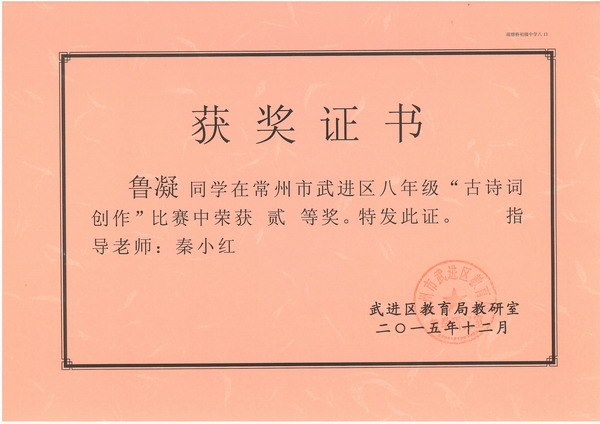 获奖证书
鲁凝 同学在常州市武进区八年级“古诗词
创作”比赛中荣获 贰 等奖。特发此证。 指
导老师：秦小红
武进区教育局教研室
二〇一五年十二月